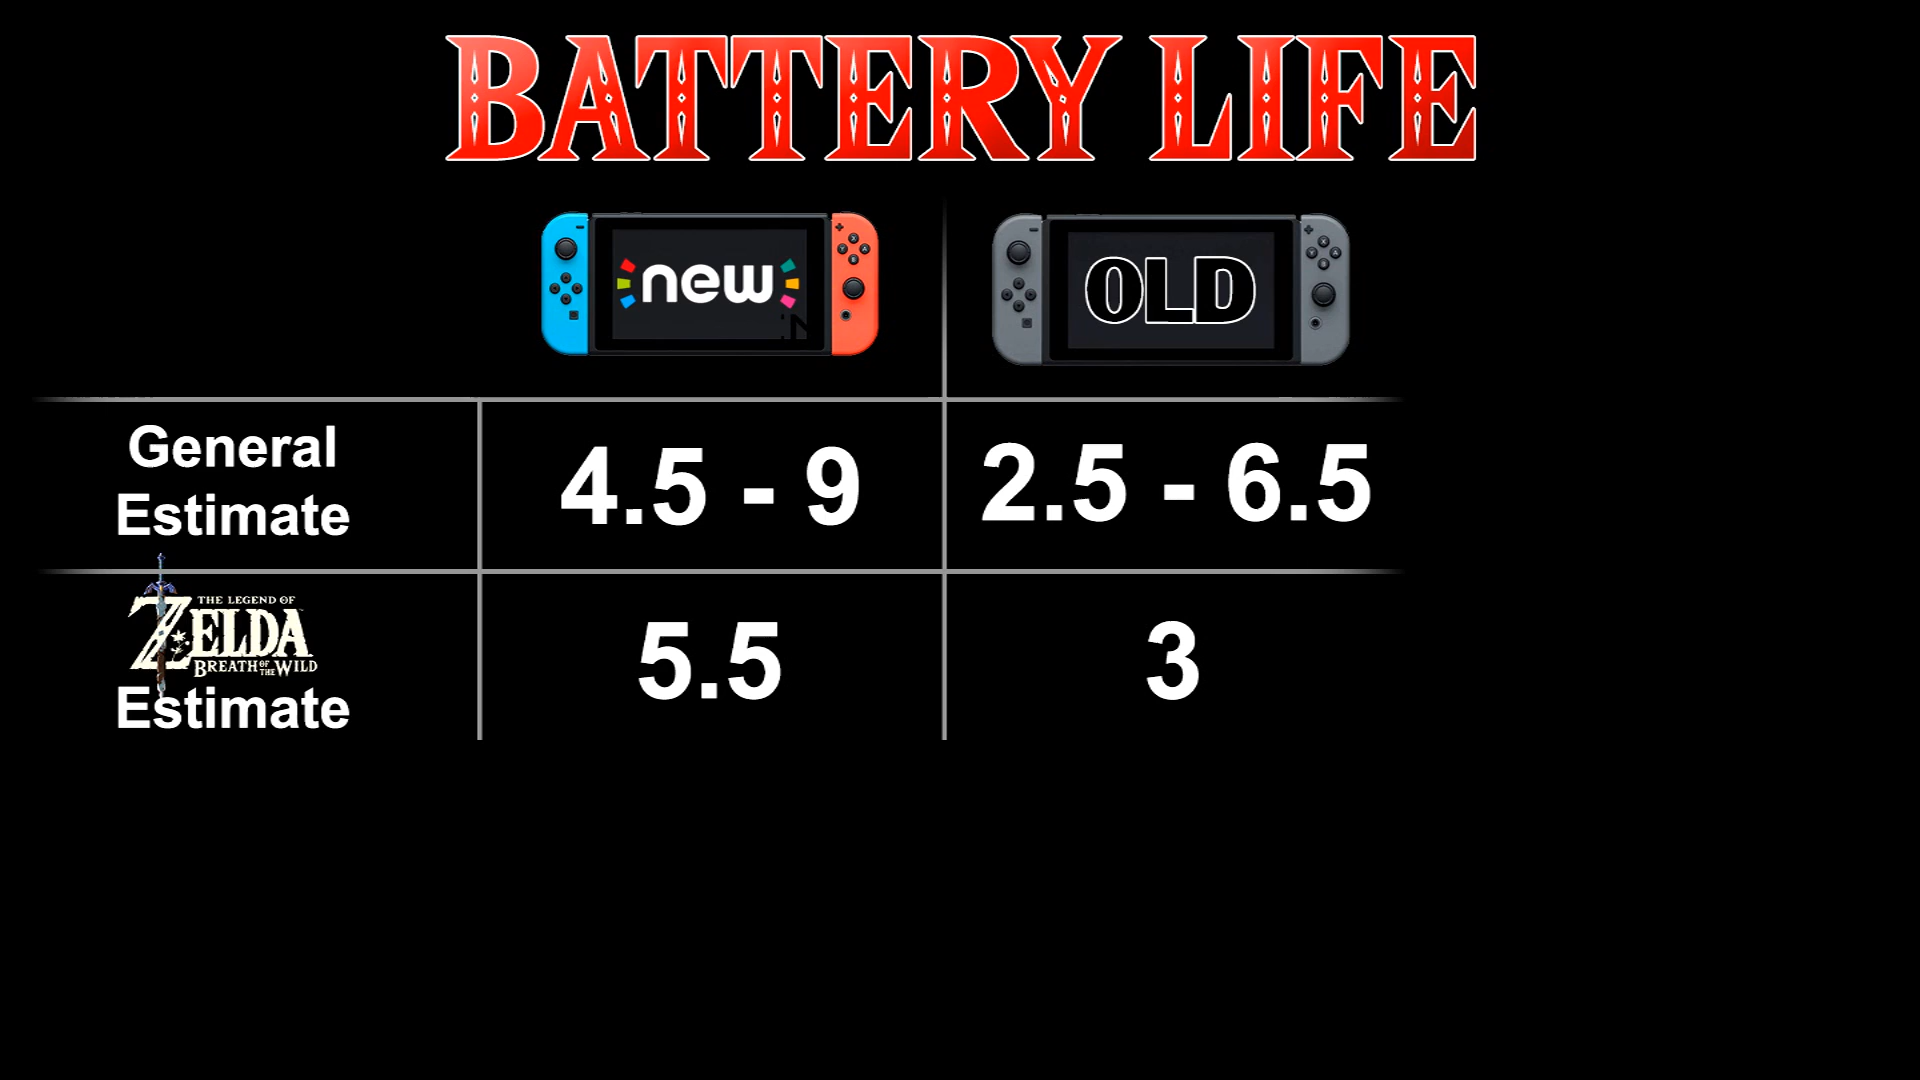 BATTERY LIFE
new
OLD
General
Estimate
4.5 - 9
2.5 - 6.5
THE LEGEND OF
ZELDA
BREATH OF THE WILD
Estimate
5.5
3